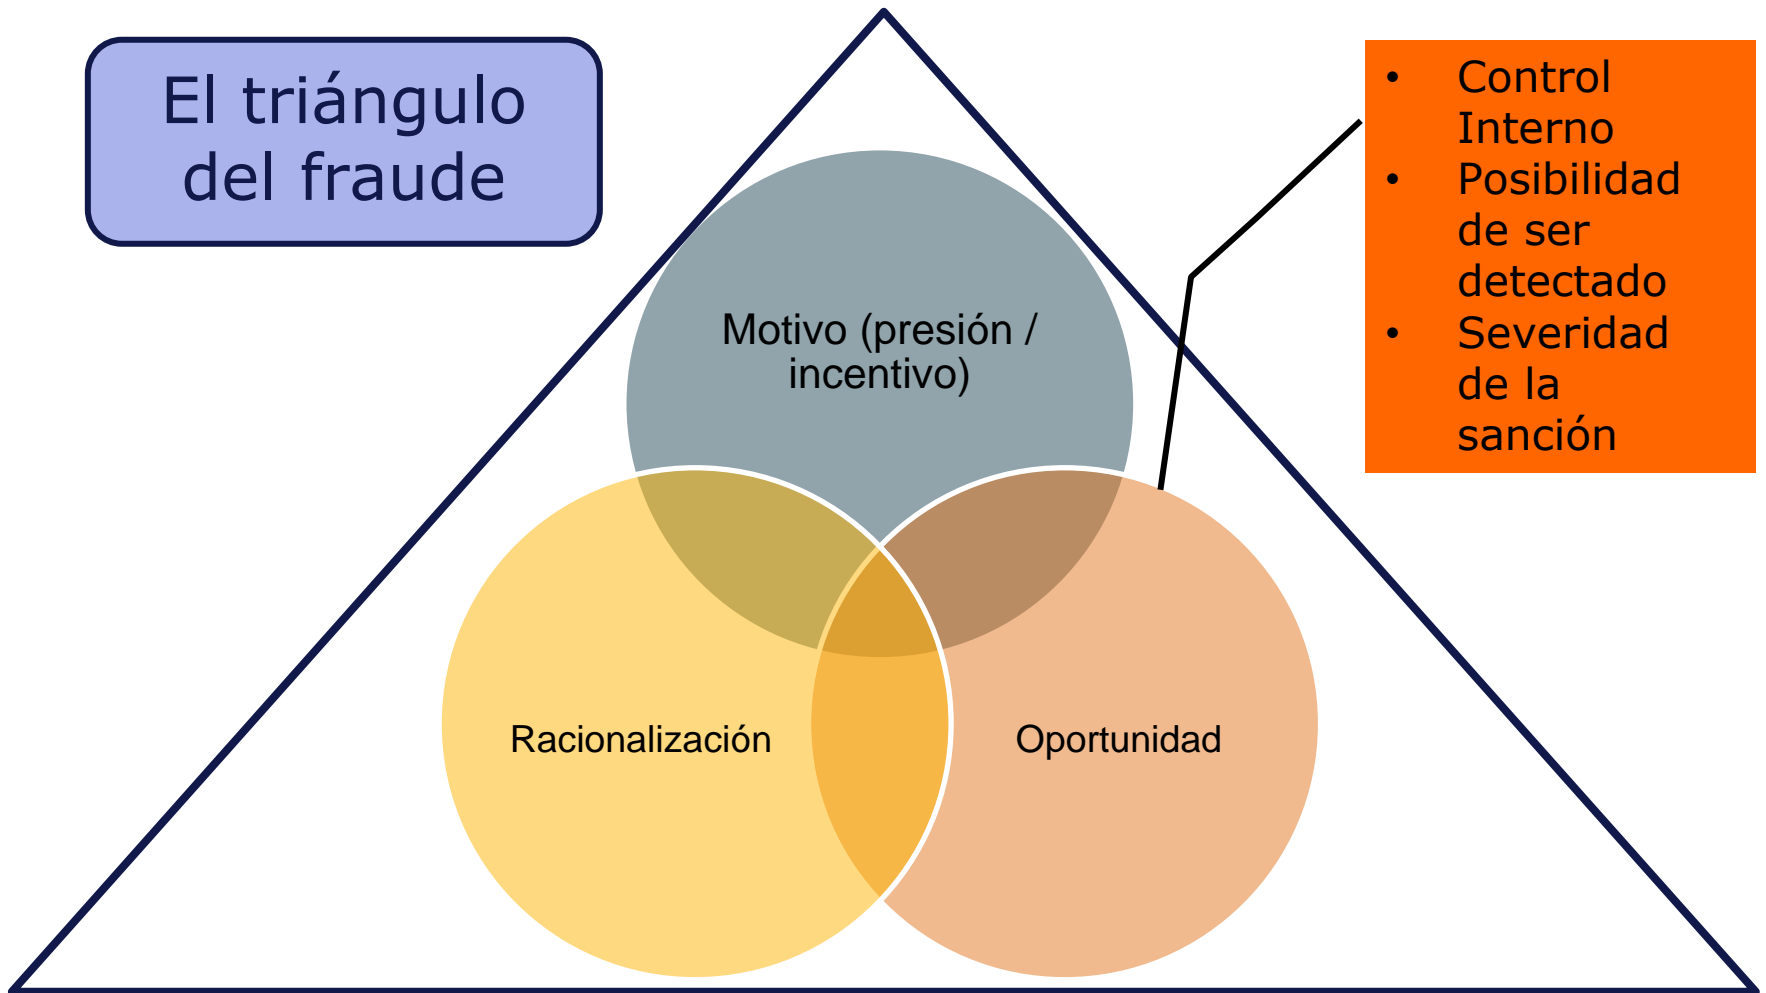 El triángulo
del fraude
• Control
Interno
• Posibilidad
de ser
detectado
• Severidad
de la
sanción
Motivo (presión /
incentivo)
Racionalización
Oportunidad